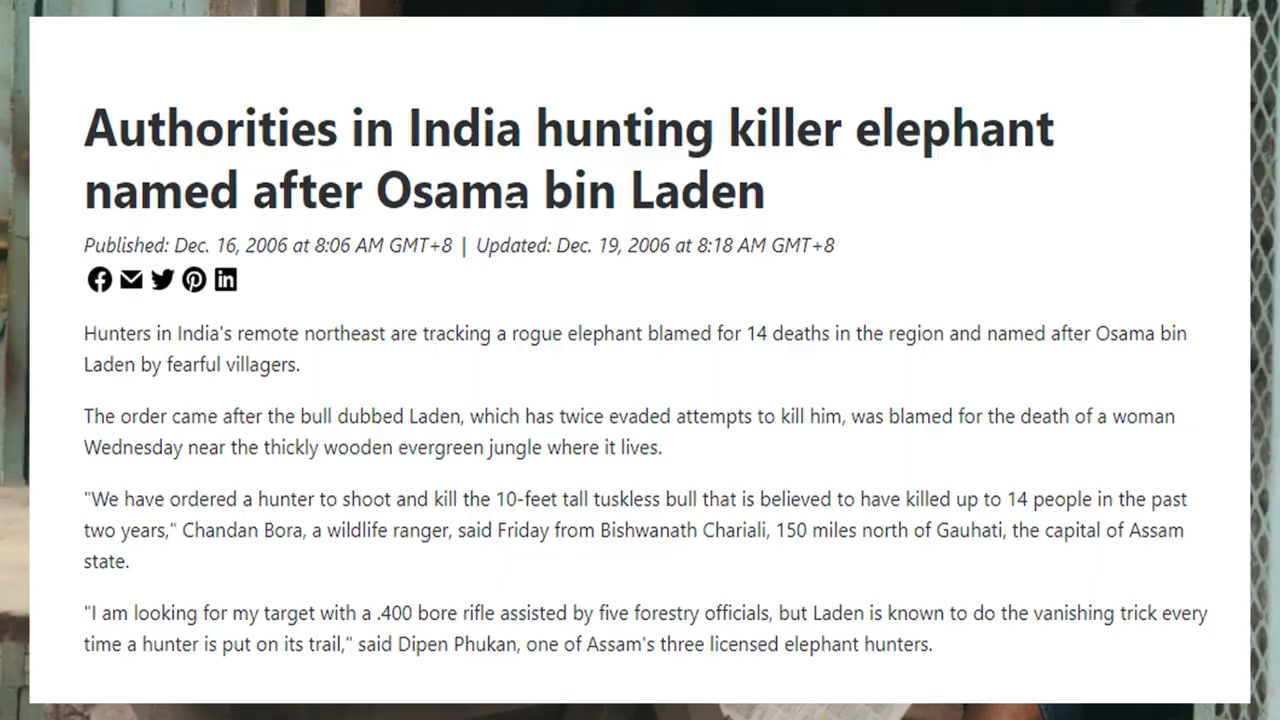 Authorities in India hunting killer elephant
named after Osama bin Laden
Published: Dec. 16, 2006 at 8:06 AM GMT+8 | Updated: Dec. 19, 2006 at 8:18 AM GMT+8
Hunters in India's remote northeast are tracking a rogue elephant blamed for 14 deaths in the region and named after Osama bin
Laden by fearful villagers.
The order came after the bull dubbed Laden, which has twice evaded attempts to kill him, was blamed for the death of a woman
Wednesday near the thickly wooden evergreen jungle where it lives.
"We have ordered a hunter to shoot and kill the 10-feet tall tuskless bull that is believed to have killed up to 14 people in the past
two years," Chandan Bora, a wildlife ranger, said Friday from Bishwanath Chariali, 150 miles north of Gauhati, the capital of Assam
state.
"I am looking for my target with a .400 bore rifle assisted by five forestry officials, but Laden is known to do the vanishing trick every
time a hunter is put on its trail," said Dipen Phukan, one of Assam's three licensed elephant hunters.